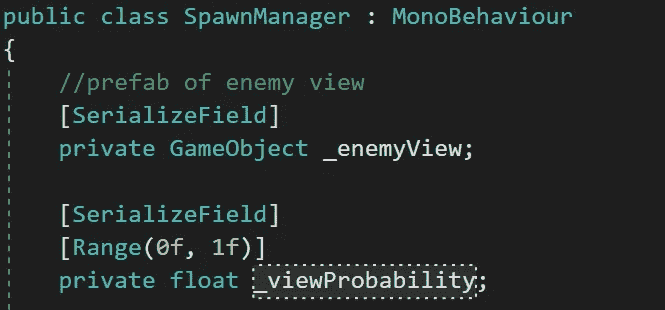 public class SpawnManager : MonoBehaviour
{
//prefab of enemy view
[SerializeField]
private GameObject _enemyView;
[SerializeField]
[Range(0f, 1f)]
private float _viewProbability;